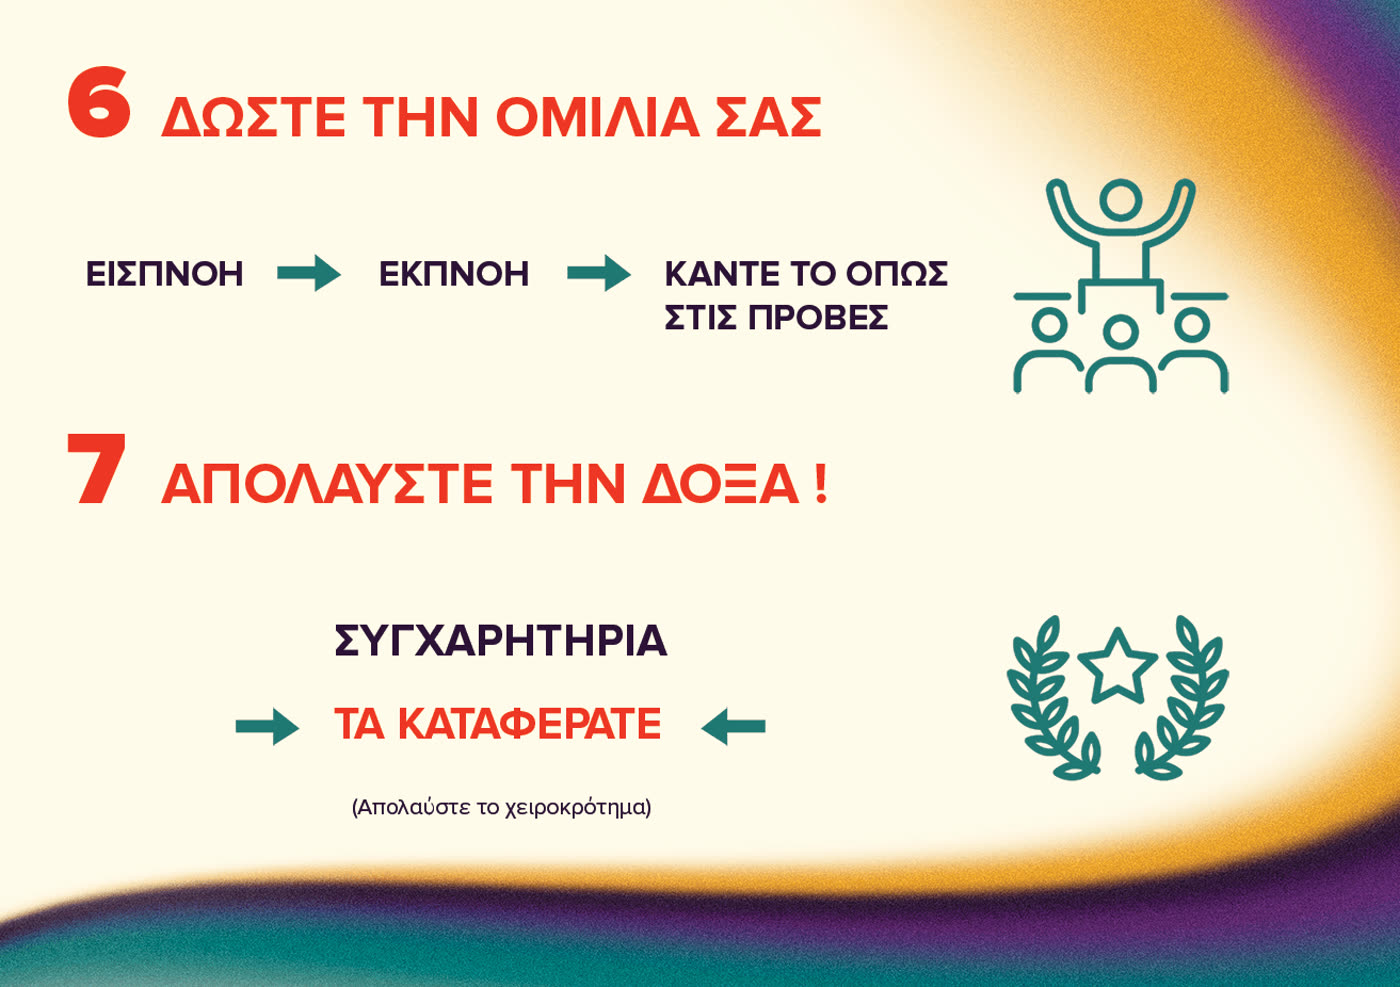 6 ΔΩΣΤΕ ΤΗΝ ΟΜΙΛΙΑ ΣΑΣ
ΕΙΣΠΝΟΗ ΕΚΠΝΟΗ ΚΑΝΤΕ ΤΟ ΟΠΩΣ
ΣΤΙΣ ΠΡΟΒΕΣ
7 ΑΠΟΛΑΥΣΤΕ ΤΗΝ ΔΟΞΑ !
ΣΥΓΧΑΡΗΤΗΡΙΑ
ΤΑ ΚΑΤΑΦΕΡΑΤΕ
(Απολαύστε το χειροκρότημα)